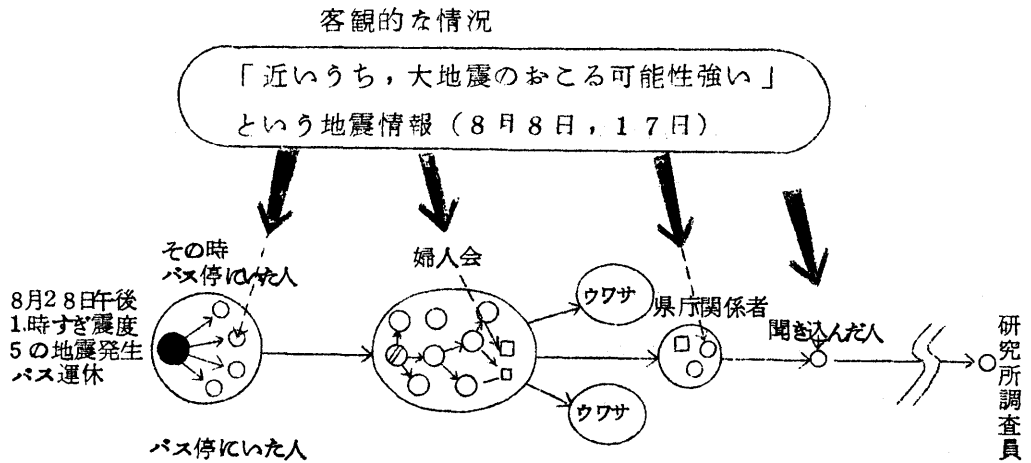 客観的な情況
「近いうち，大地震のおこる可能性強い」
という地震情報（8月8日，17日）
その時
バス停にいた人
8月28日午後
1時すぎ震度
5の地震発生
バス運休
バス停にいた人
婦人会
ウワサ
ウワサ
県庁関係者
聞き込んだ人
研究所調査員